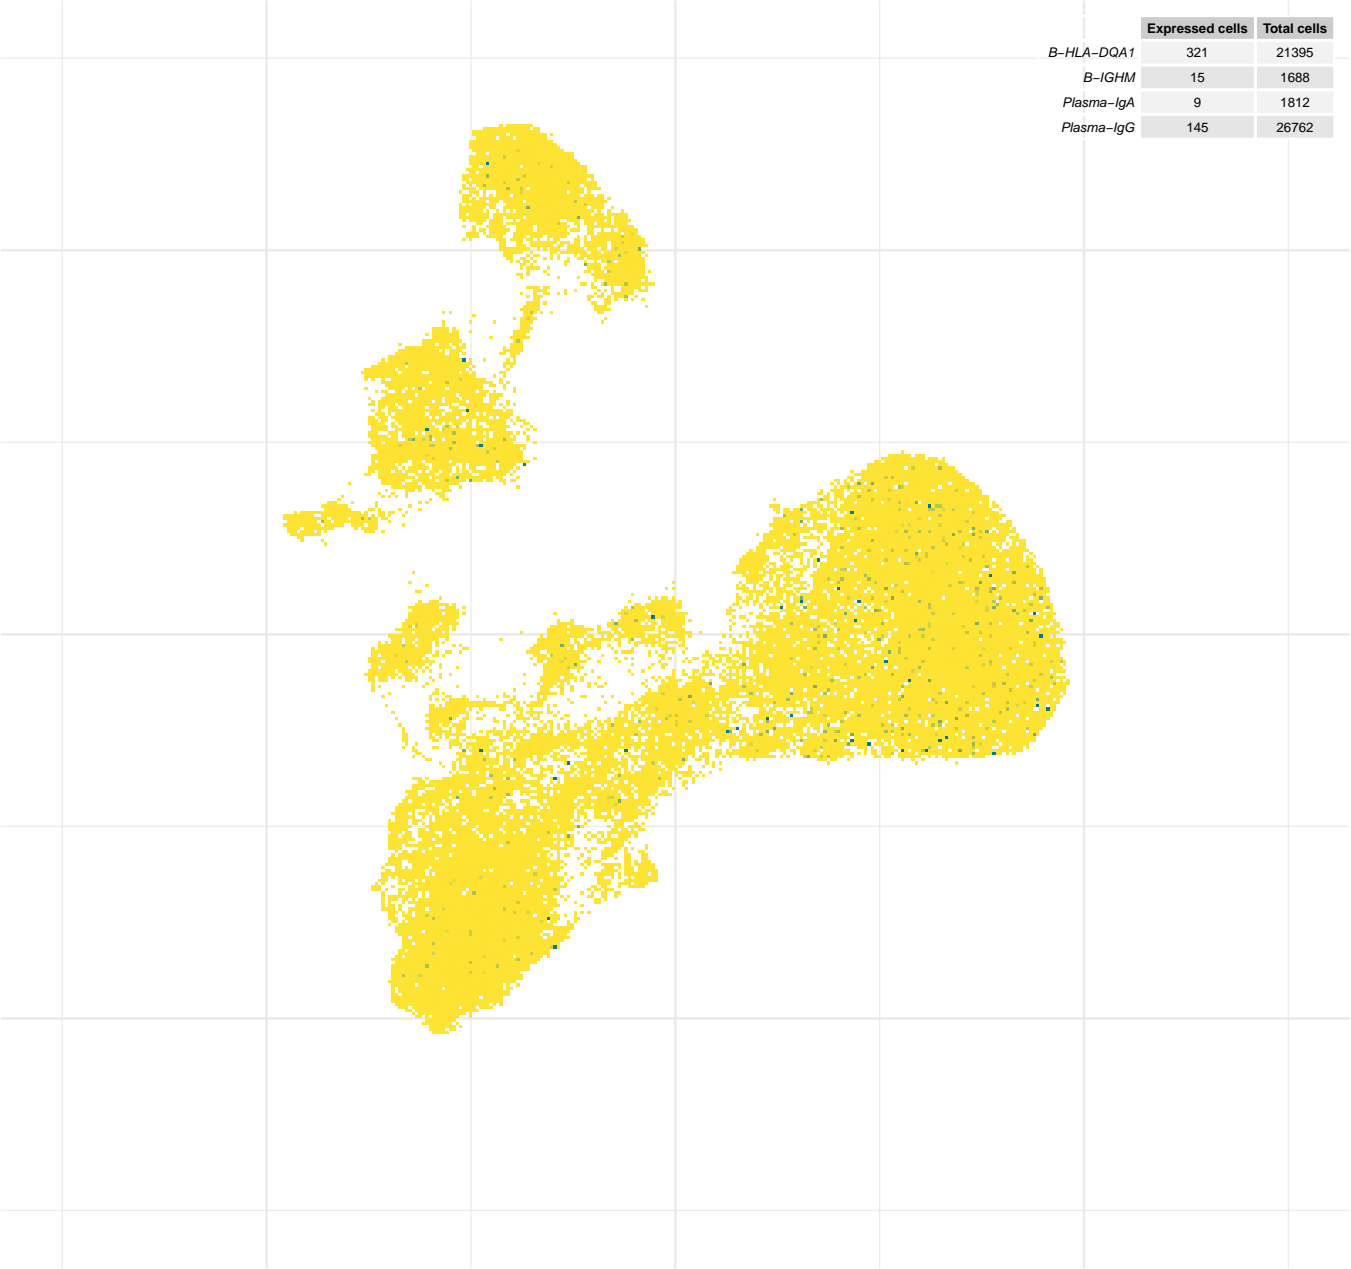 Expressed cells Total cells
B−HLA−DQA1 321 21395
B−IGHM 15 1688
Plasma−IgA 9 1812
Plasma−IgG 145 26762